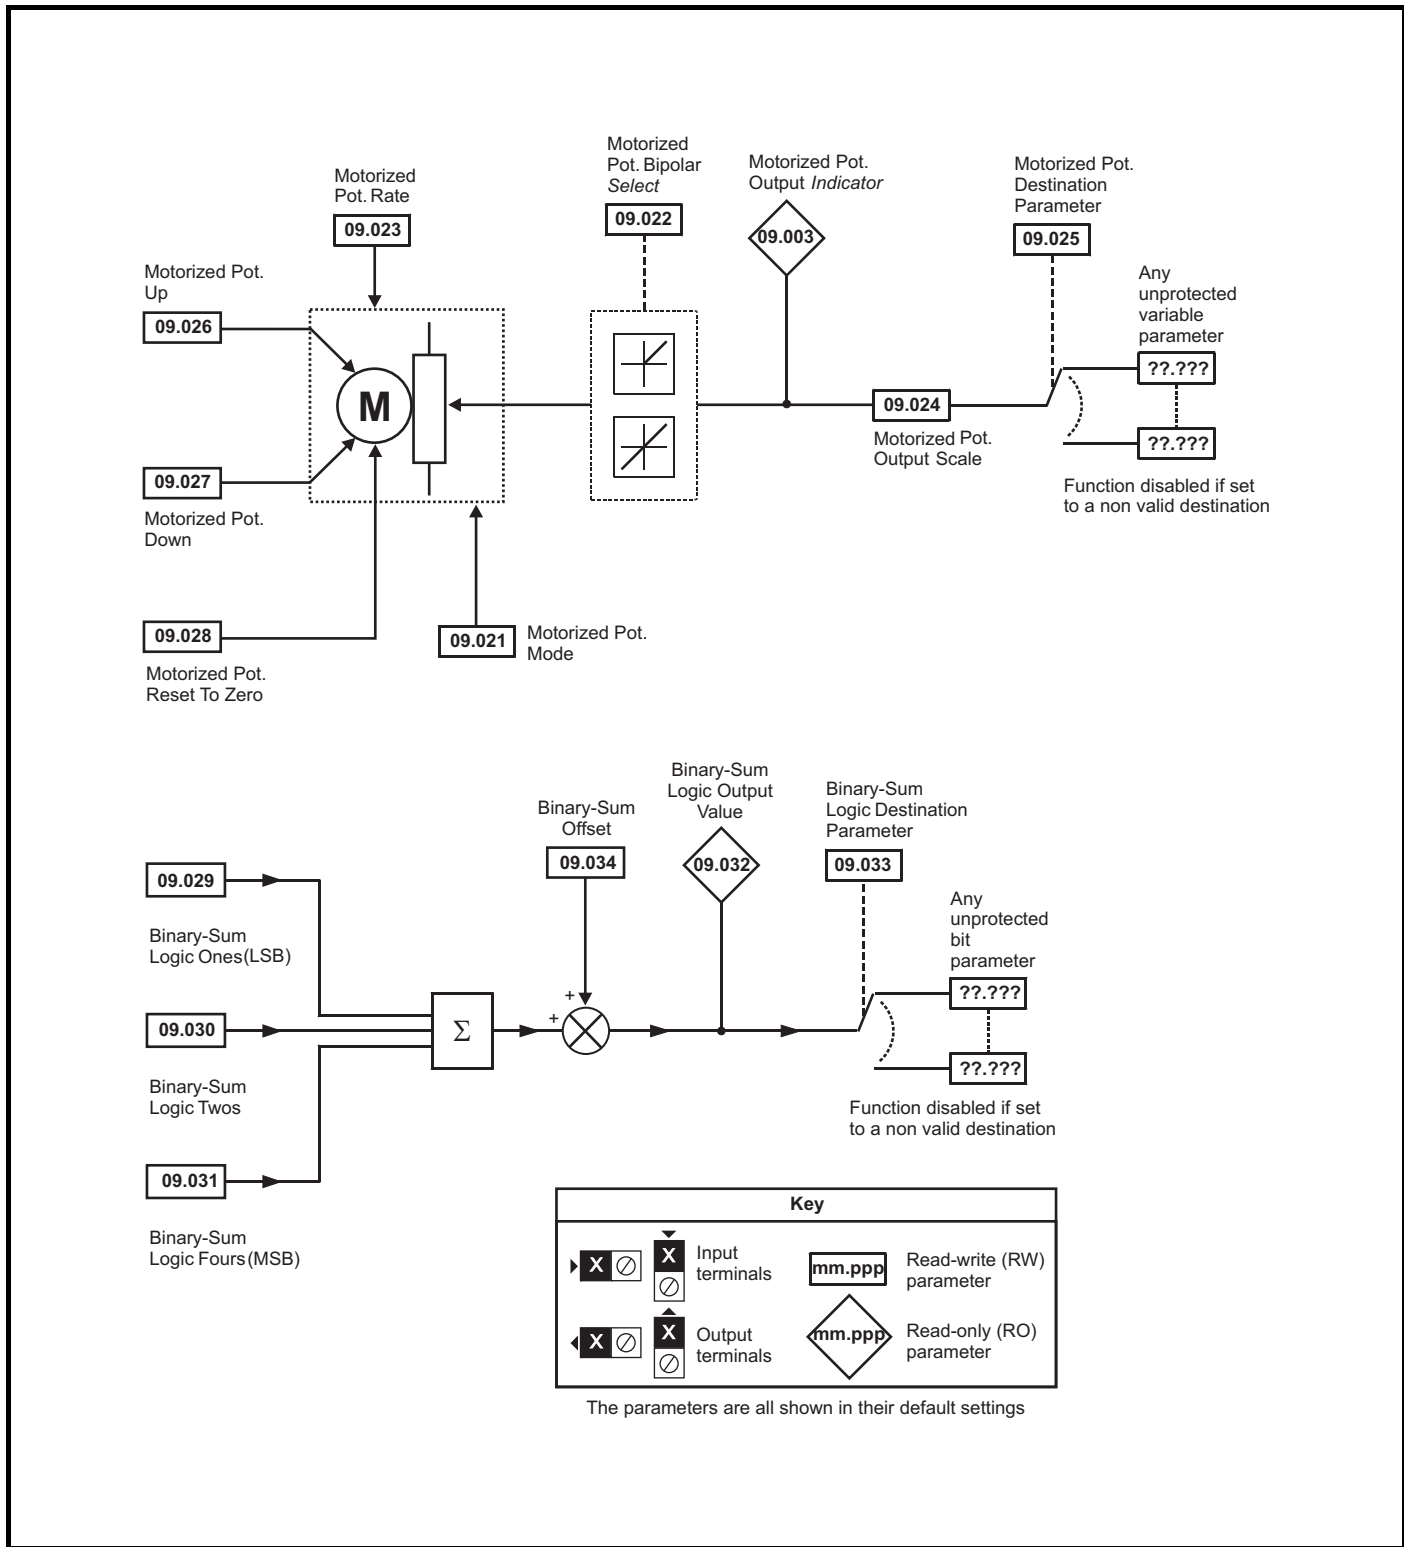 Motorized
Pot. Rate
09.023
Motorized
Pot. Bipolar
Select
09.022
Motorized Pot.
Output Indicator
09.003
Motorized Pot.
Destination
Parameter
09.025
Any
unprotected
variable
parameter
??.???
??.???
Function disabled if set
to a non valid destination
Motorized Pot.
Up
09.026
M
09.024
Motorized Pot.
Output Scale
09.027
Motorized Pot.
Down
09.028
Motorized Pot.
Reset To Zero
09.021
Motorized Pot.
Mode
Binary-Sum
Offset
09.034
Binary-Sum
Logic Output
Value
09.032
Binary-Sum
Logic Destination
Parameter
09.033
Any
unprotected
bit
parameter
??.???
??.???
Function disabled if set
to a non valid destination
09.029
Binary-Sum
Logic Ones(LSB)
09.030
Binary-Sum
Logic Twos
09.031
Binary-Sum
Logic Fours(MSB)
Σ
+
+
Key
X
X
Input
terminals
mm.ppp
Read-write (RW)
parameter
X
X
Output
terminals
mm.ppp
Read-only (RO)
parameter
The parameters are all shown in their default settings